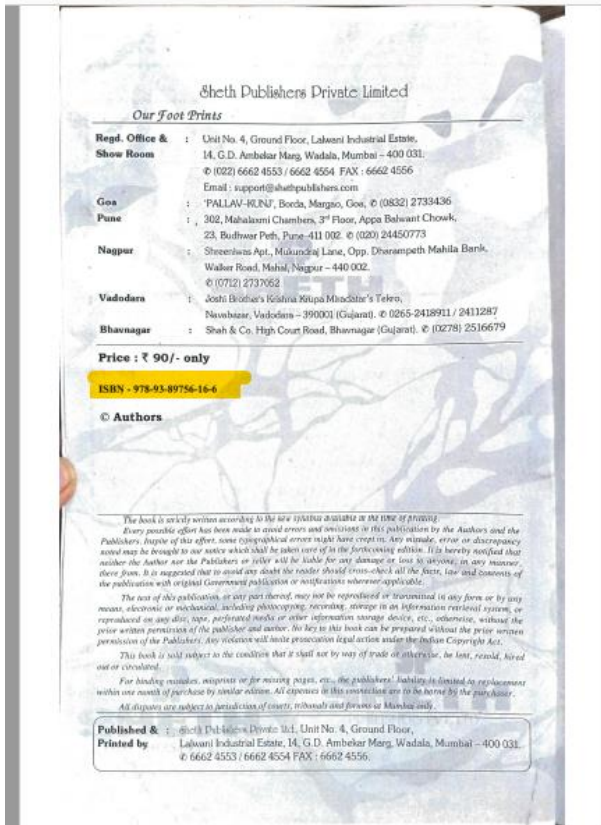 Sheth Publishers Private Limited
Our Foot Prints
Regd. Office & : Unit No. 4, Ground Floor, Lalwani Industrial Estate,
Show Room 14, G.D. Ambekar Marg, Wadala, Mumbai – 400 031.
✆ (022) 6662 4553 / 6662 4554 FAX : 6662 4556
Email : support@shethpublishers.com
Goa : 'PALLAV-KUNJ', Borda, Margao, Goa, ✆ (0832) 2733436
Pune : 302, Mahalaxmi Chambers, 3rd Floor, Appa Balwant Chowk,
23, Budhwar Peth, Pune-411 002. ✆ (020) 24450773
Nagpur : Shreeniwas Apt., Mukundraj Lane, Opp. Dharampeth Mahila Bank,
Walker Road, Mahal, Nagpur – 440 002.
✆ (0712) 2737062
Vadodara : Joshi Brother's Krishna Krupa Tekro,
Navabazar, Vadodara – 390001 (Gujarat). ✆ 0265-2418911 / 2411287
Bhavnagar : Shah & Co. High Court Road, Bhavnagar (Gujarat). ✆ (0278) 2516679
Price : ₹ 90/- only
ISBN - 978-93-89756-16-6
© Authors
The book is strictly written according to the new syllabus available at the time of printing.
Every possible effort has been made to avoid errors and omissions in this publication by the Authors and the
Publishers. Inspite of this effort, some typographical errors might have crept in. Any mistake, error or discrepancy
noted may be brought to our notice which shall be taken care of in the forthcoming edition. It is hereby notified that
neither the Author nor the Publishers or seller will be liable for any damage or loss to anyone, in any manner,
there from. It is suggested that to avoid any doubt the reader should cross-check all the facts, law and contents of
the publication with original Government publication or notifications wherever applicable.
The text of this publication, or any part thereof, may not be reproduced or transmitted in any form or by any
means, electronic or mechanical, including photocopying, recording, storage in an information retrieval system, or
reproduced on any disc, tape, perforated media or other information storage device, etc., otherwise, without the
prior written permission of the publisher and author. No key to this book can be prepared without the prior written
permission of the Publishers. Any violation will invite prosecution legal action under the Indian Copyright Act.
This book is sold subject to the condition that it shall not by way of trade or otherwise, be lent, resold, hired
out or circulated.
For binding mistakes, misprints or for missing pages, etc., the publishers' liability is limited to replacement
within one month of purchase by similar edition. All expenses in this connection are to be borne by the purchaser.
All disputes are subject to jurisdiction of courts, tribunals and forums at Mumbai only.
Published & : Sheth Publishers Private Ltd., Unit No. 4, Ground Floor,
Printed by Lalwani Industrial Estate, 14, G.D. Ambekar Marg, Wadala, Mumbai – 400 031.
✆ 6662 4553 / 6662 4554 FAX : 6662 4556.